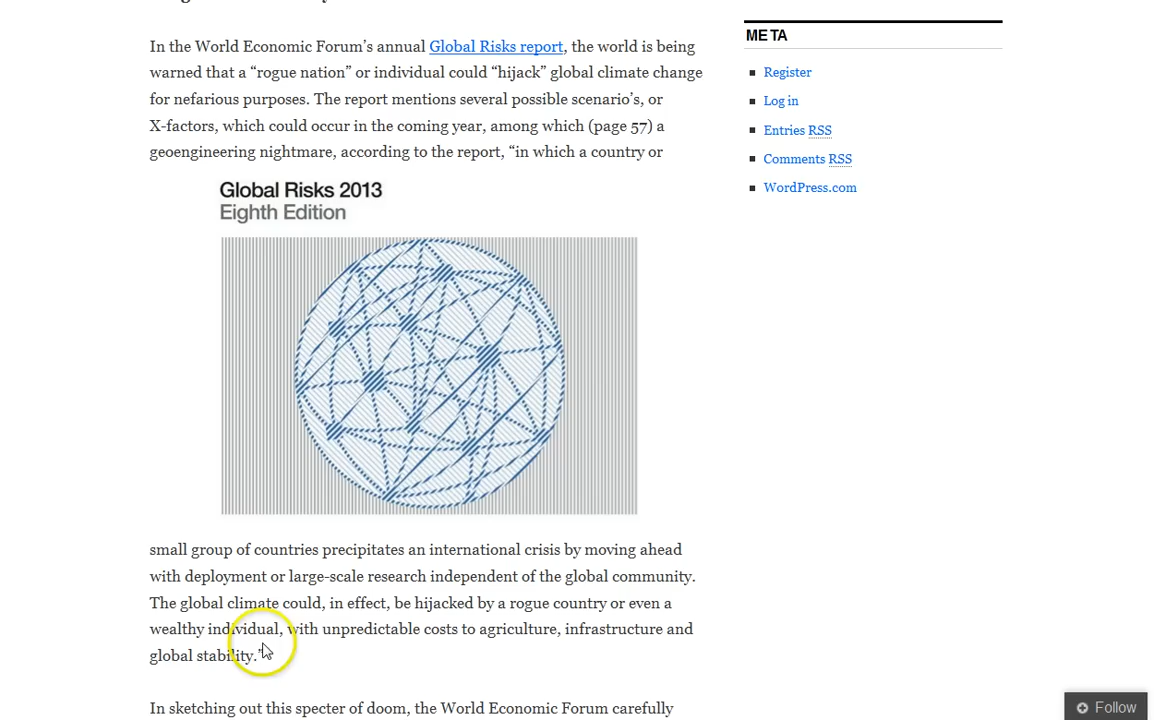 In the World Economic Forum’s annual Global Risks report, the world is being
warned that a “rogue nation” or individual could “hijack” global climate change
for nefarious purposes. The report mentions several possible scenario’s, or
X-factors, which could occur in the coming year, among which (page 57) a
geoengineering nightmare, according to the report, “in which a country or
Global Risks 2013
Eighth Edition
small group of countries precipitates an international crisis by moving ahead
with deployment or large-scale research independent of the global community.
The global climate could, in effect, be hijacked by a rogue country or even a
wealthy individual, with unpredictable costs to agriculture, infrastructure and
global stability.”
In sketching out this specter of doom, the World Economic Forum carefully
META
Register
Log in
Entries RSS
Comments RSS
WordPress.com
Follow